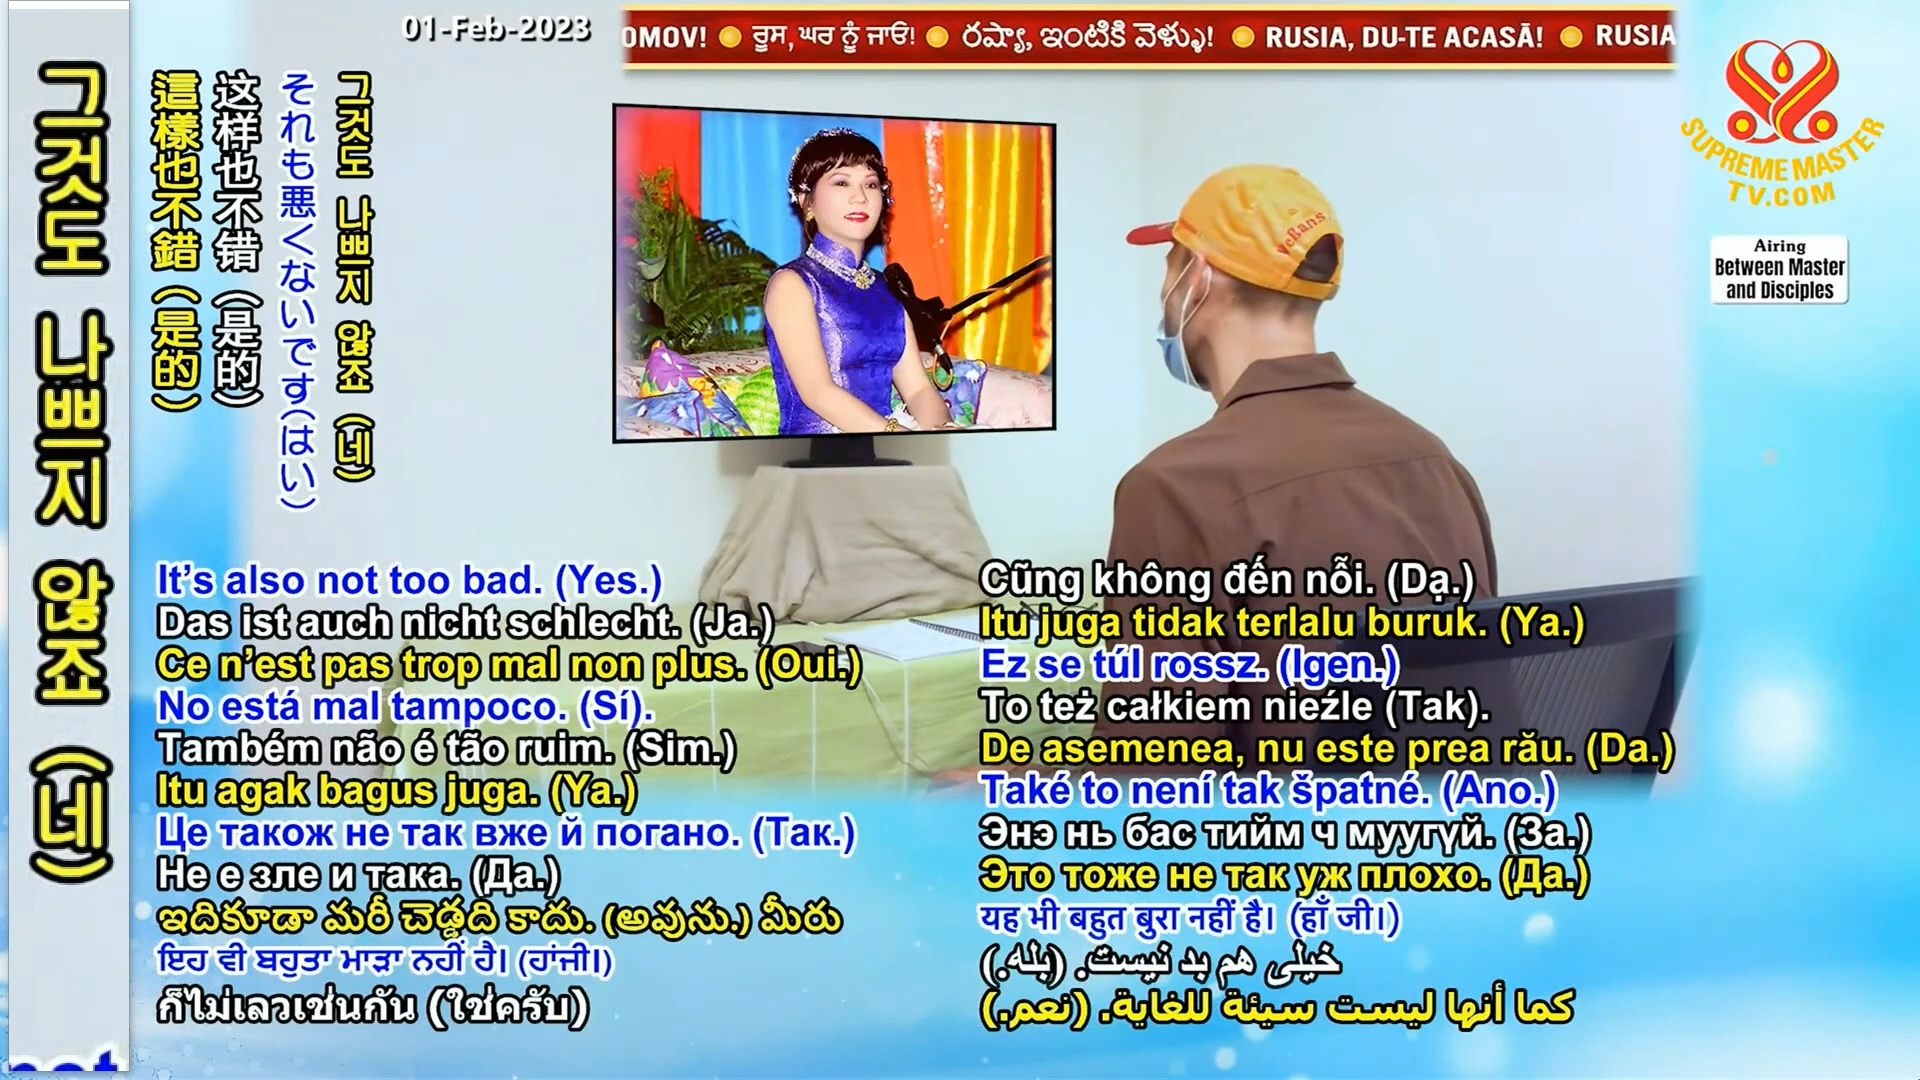 01-Feb-2023
OMOV! ਰੂਸ, ਘਰ ਨੂੰ ਜਾਓ! రష్యా, ఇంటికి వెళ్ళు! RUSIA, DU-TE ACASĂ! RUSIA
SUPREME MASTER
TV.COM
Airing
Between Master
and Disciples
VeBans
그것도 나쁘지 않죠 (네)
這樣也不錯(是的)
这样也不错(是的)
それも悪くないです(はい)
그것도 나쁘지 않죠 (네)
It's also not too bad. (Yes.)
Das ist auch nicht schlecht. (Ja.)
Ce n'est pas trop mal non plus. (Oui.)
No está mal tampoco. (Sí).
Também não é tão ruim. (Sim.)
Itu agak bagus juga. (Ya.)
Це також не так вже й погано. (Так.)
Не е зле и така. (Да.)
ఇదికూడా మరీ చెడ్డది కాదు. (అవును.) మీరు
ਇਹ ਵੀ ਬਹੁਤਾ ਮਾੜਾ ਨਹੀਂ ਹੈ। (ਹਾਂਜੀ।)
ก็ไม่เลวเช่นกัน (ใช่ครับ)
Cũng không đến nỗi. (Dạ.)
Itu juga tidak terlalu buruk. (Ya.)
Ez se túl rossz. (Igen.)
To też całkiem nieźle (Tak).
De asemenea, nu este prea rău. (Da.)
Také to není tak špatné. (Ano.)
Энэ нь бас тийм ч муугүй. (За.)
Это тоже не так уж плохо. (Да.)
यह भी बहुत बुरा नहीं है। (हाँ जी।)
خیلی هم بد نیست. (بله.)
كما أنها ليست سيئة للغاية. (نعم.)